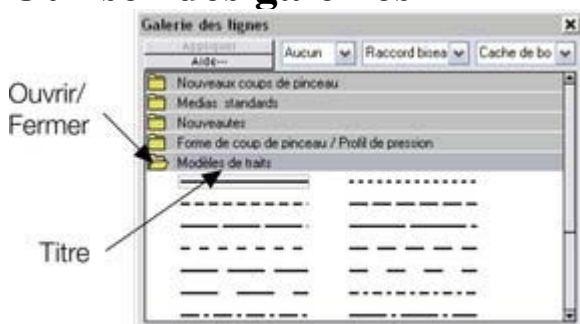 Galerie des lignes
Appliquer
Aide...
Aucun
Raccord bisea
Cache de bo
Nouveaux coups de pinceau
Medias standards
Nouveautes
Forme de coup de pinceau / Profil de pression
Modèles de traits
Ouvrir/
Fermer
Titre